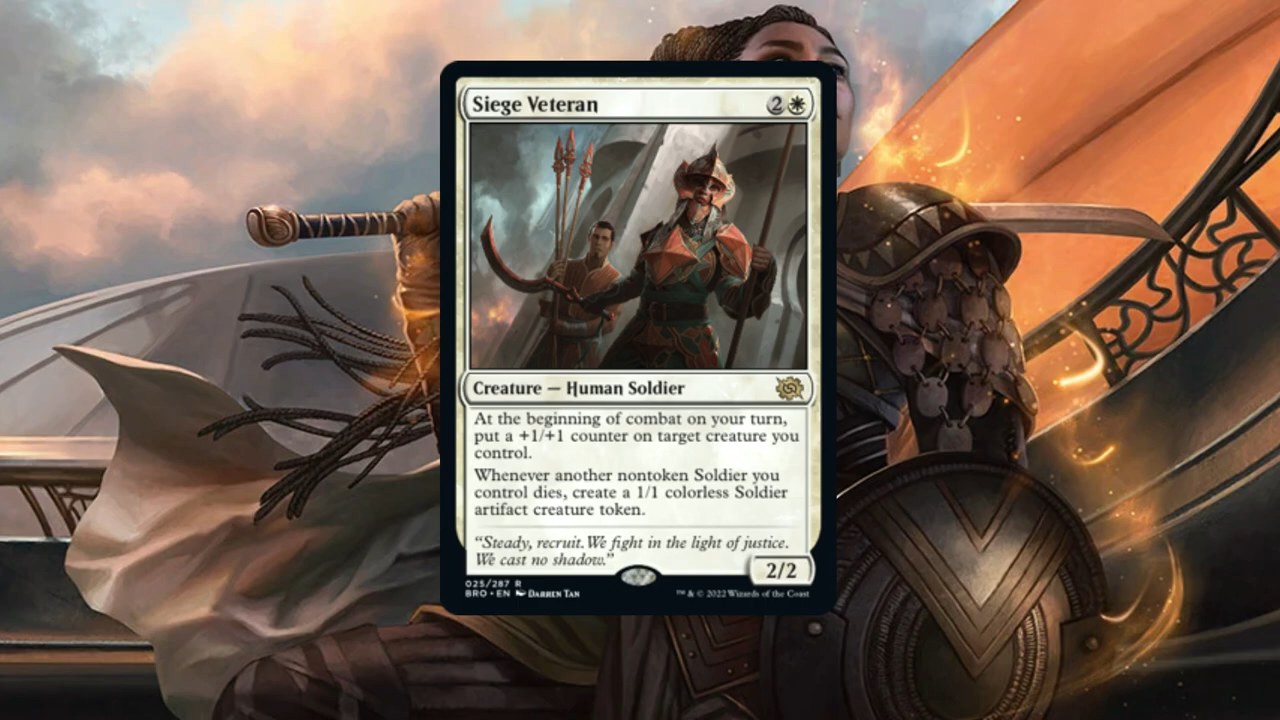 Siege Veteran 2
Creature — Human Soldier
At the beginning of combat on your turn,
put a +1/+1 counter on target creature you
control.
Whenever another nontoken Soldier you
control dies, create a 1/1 colorless Soldier
artifact creature token.
“Steady, recruit. We fight in the light of justice.
We cast no shadow.”
2/2
025/287 R
BRO • EN Darren Tan
™ & © 2022 Wizards of the Coast